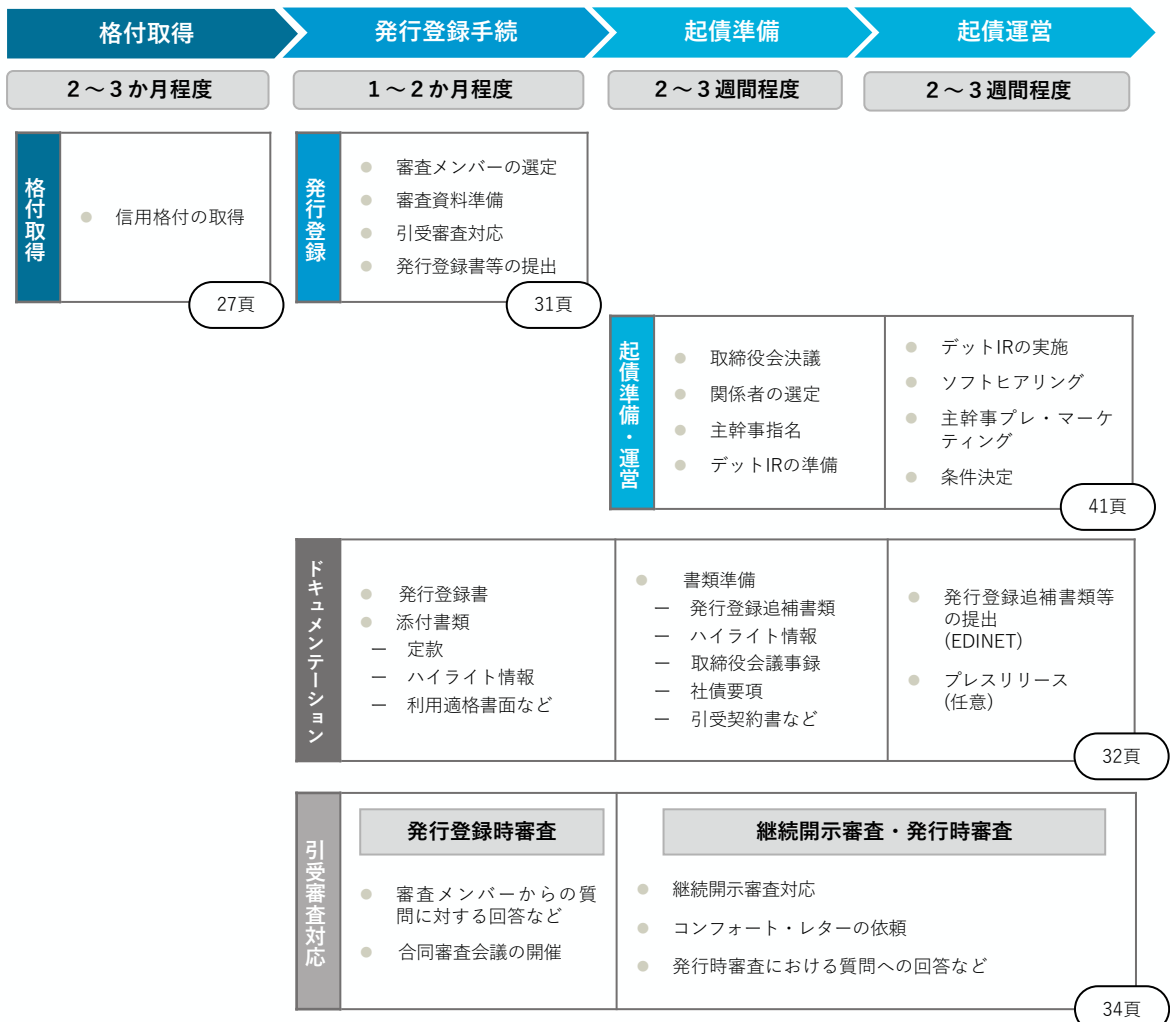 格付取得
発行登録手続
起債準備
起債運営
2～3か月程度
1～2か月程度
2～3週間程度
2～3週間程度
格付取得
● 信用格付の取得
27頁
発行登録
● 審査メンバーの選定
● 審査資料準備
● 引受審査対応
● 発行登録書等の提出
31頁
起債準備・運営
● 取締役会決議
● 関係者の選定
● 主幹事指名
● デットIRの準備
● デットIRの実施
● ソフトヒアリング
● 主幹事プレ・マーケ
ティング
● 条件決定
41頁
ドキュメンテーション
● 発行登録書
● 添付書類
－ 定款
－ ハイライト情報
－ 利用適格書面など
● 書類準備
－ 発行登録追補書類
－ ハイライト情報
－ 取締役会議事録
－ 社債要項
－ 引受契約書など
● 発行登録追補書類等
の提出
(EDINET)
● プレスリリース
(任意)
32頁
引受審査対応
発行登録時審査
● 審査メンバーからの質
問に対する回答など
● 合同審査会議の開催
継続開示審査・発行時審査
● 継続開示審査対応
● コンフォート・レターの依頼
● 発行時審査における質問への回答など
34頁